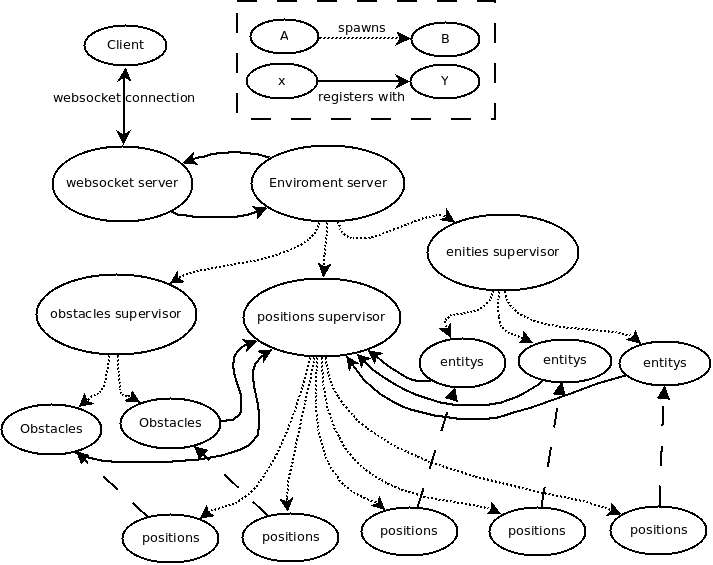 Client
A
spawns
B
x
Y
registers with
websocket connection
websocket server
Enviroment server
enities supervisor
obstacles supervisor
positions supervisor
entitys
entitys
entitys
Obstacles
Obstacles
positions
positions
positions
positions
positions